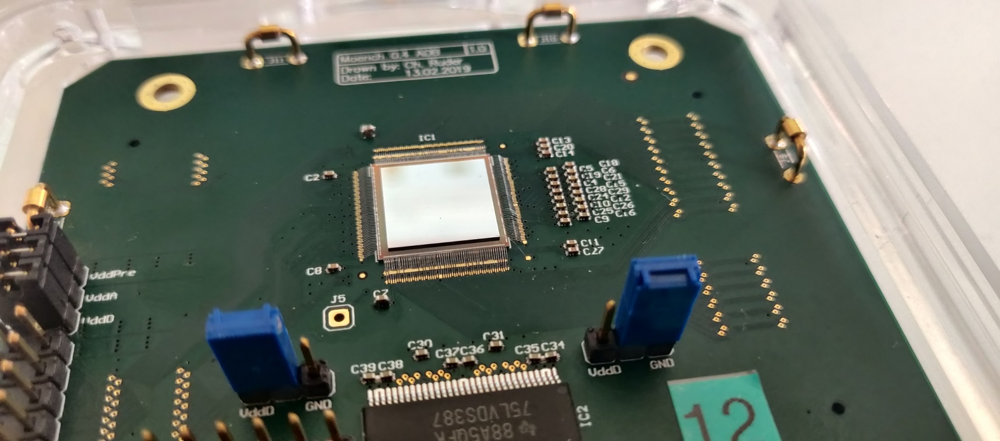 Moench 0.4 ADB 1.0
Drawn by: Ch. Ruder
Date: 13.02.2019
J11
IC1
C2
C13
C20
C14
C18
C5 C6
C19 C21
C4 C15
C28 C29
C24 C12
C10 C26
C25 C16
C9
C11
C27
C8
C7
J5
VddPre
VddA
VddD
C30
C31
C37 C36
C35 C34
C39 C38
VddD GND
VddD GND
75LVDS387
IC2
12